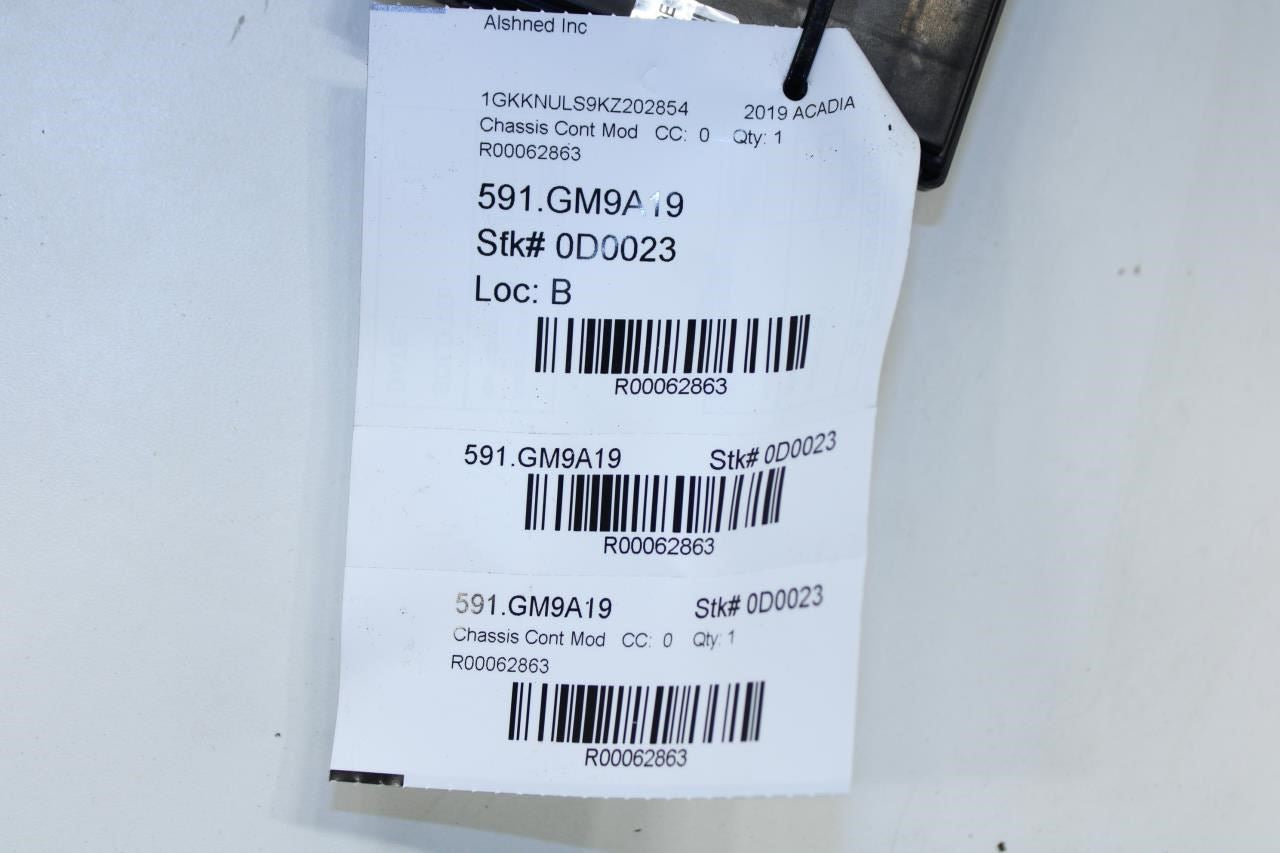 Alshned Inc
1GKKNULS9KZ202854 2019 ACADIA
Chassis Cont Mod CC: 0 Qty: 1
R00062863
591.GM9A19
Stk# 0D0023
Loc: B
R00062863
591.GM9A19 Stk# 0D0023
R00062863
591.GM9A19 Stk# 0D0023
Chassis Cont Mod CC: 0 Qty: 1
R00062863
R00062863